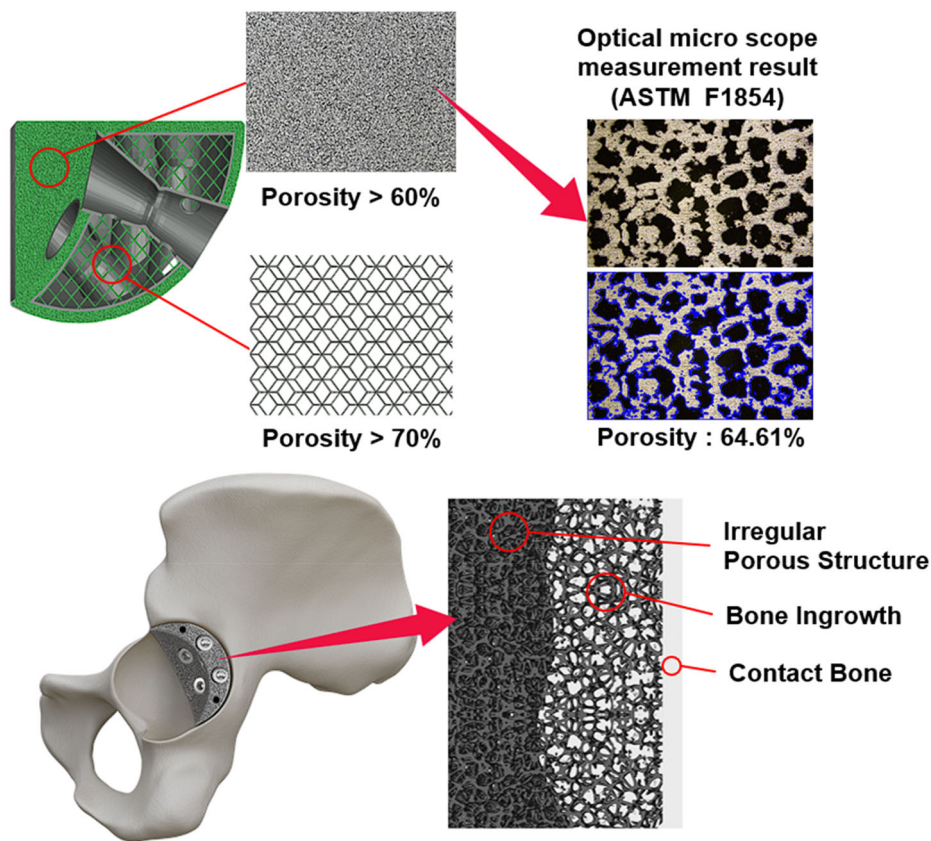 Optical micro scope
measurement result
(ASTM F1854)
Porosity > 60%
Porosity > 70%
Porosity : 64.61%
Irregular
Porous Structure
Bone Ingrowth
Contact Bone